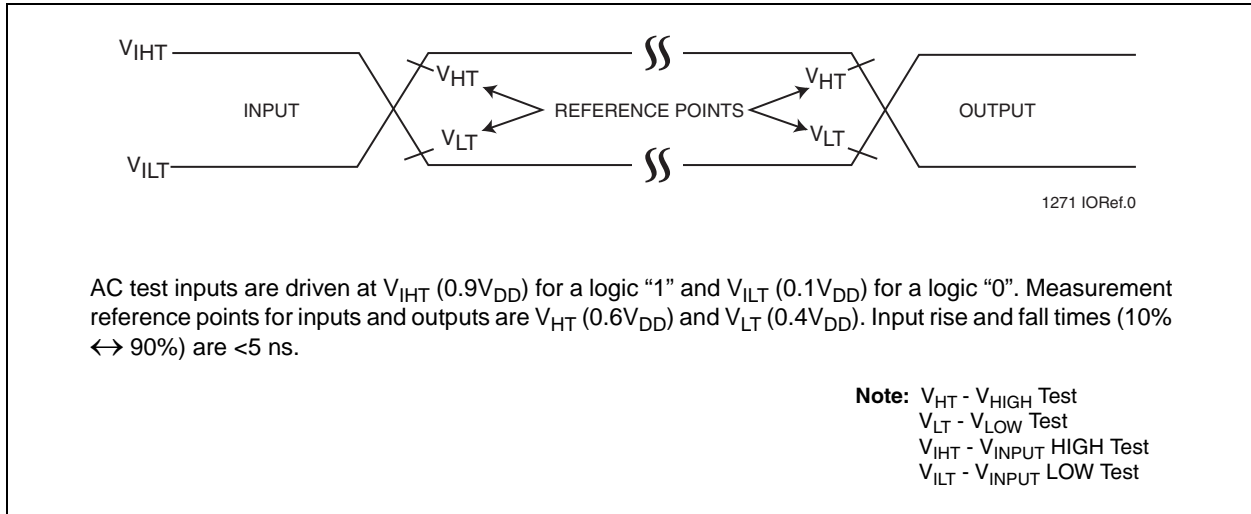 VIHT
VHT
VHT
INPUT
REFERENCE POINTS
OUTPUT
VLT
VLT
VILT
1271 IORef.0
AC test inputs are driven at VIHT (0.9VDD) for a logic “1” and VILT (0.1VDD) for a logic “0”. Measurement
reference points for inputs and outputs are VHT (0.6VDD) and VLT (0.4VDD). Input rise and fall times (10%
↔ 90%) are <5 ns.
Note: VHT - VHIGH Test
VLT - VLOW Test
VIHT - VINPUT HIGH Test
VILT - VINPUT LOW Test